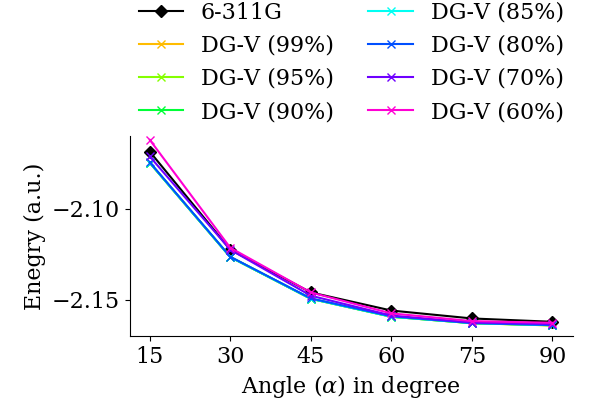 6-311G
DG-V (99%)
DG-V (95%)
DG-V (90%)
DG-V (85%)
DG-V (80%)
DG-V (70%)
DG-V (60%)
Enegry (a.u.)
−2.10
−2.15
15 30 45 60 75 90
Angle (α) in degree